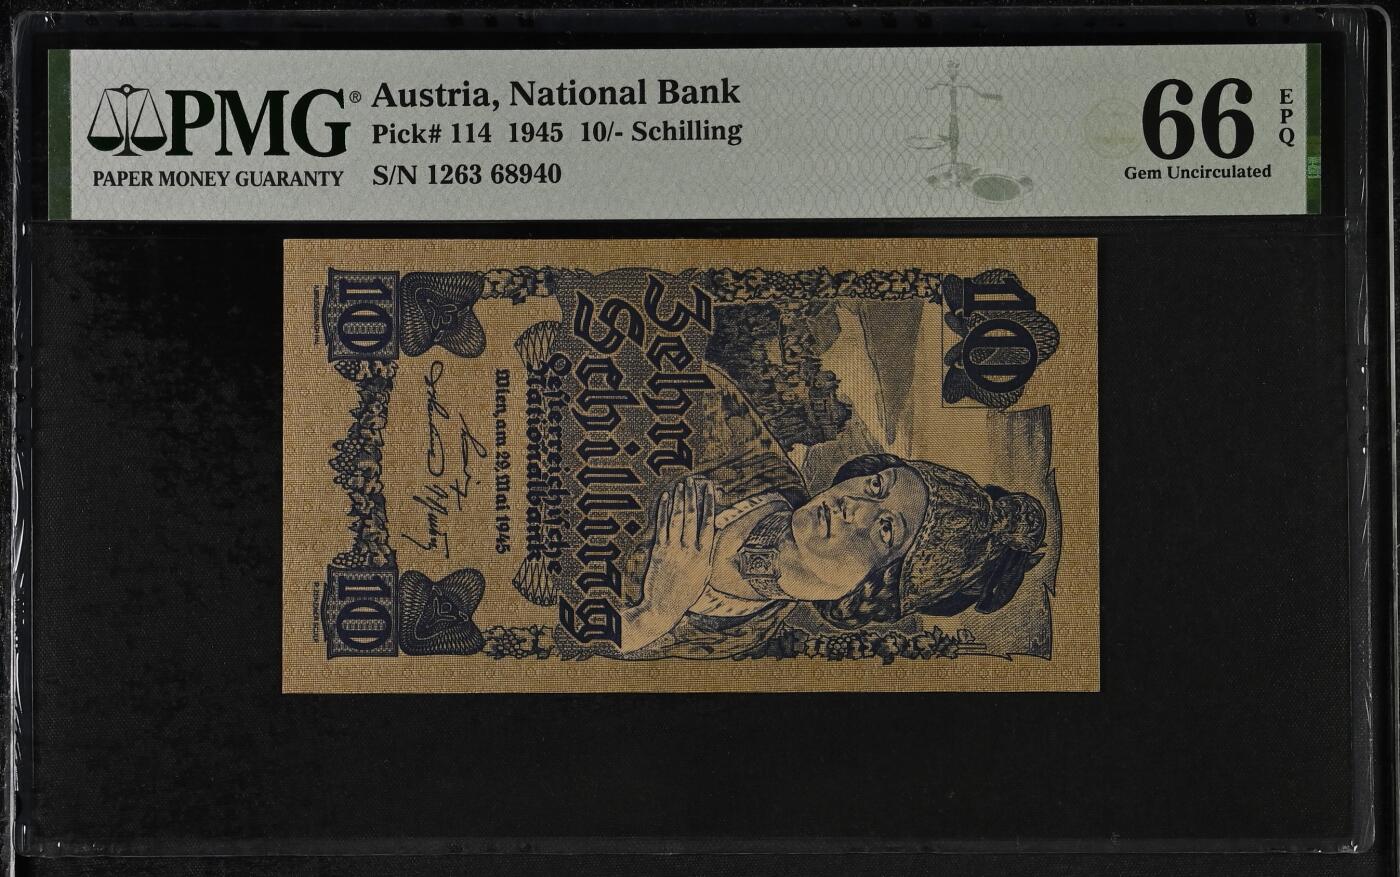 PMG®
PAPER MONEY GUARANTY
Austria, National Bank
Pick# 114 1945 10/- Schilling
S/N 1263 68940
66
EPQ
Gem Uncirculated
10
Zehn
Schilling
Oesterreichische
Nationalbank
Wien, am 29. Mai 1945
10
10